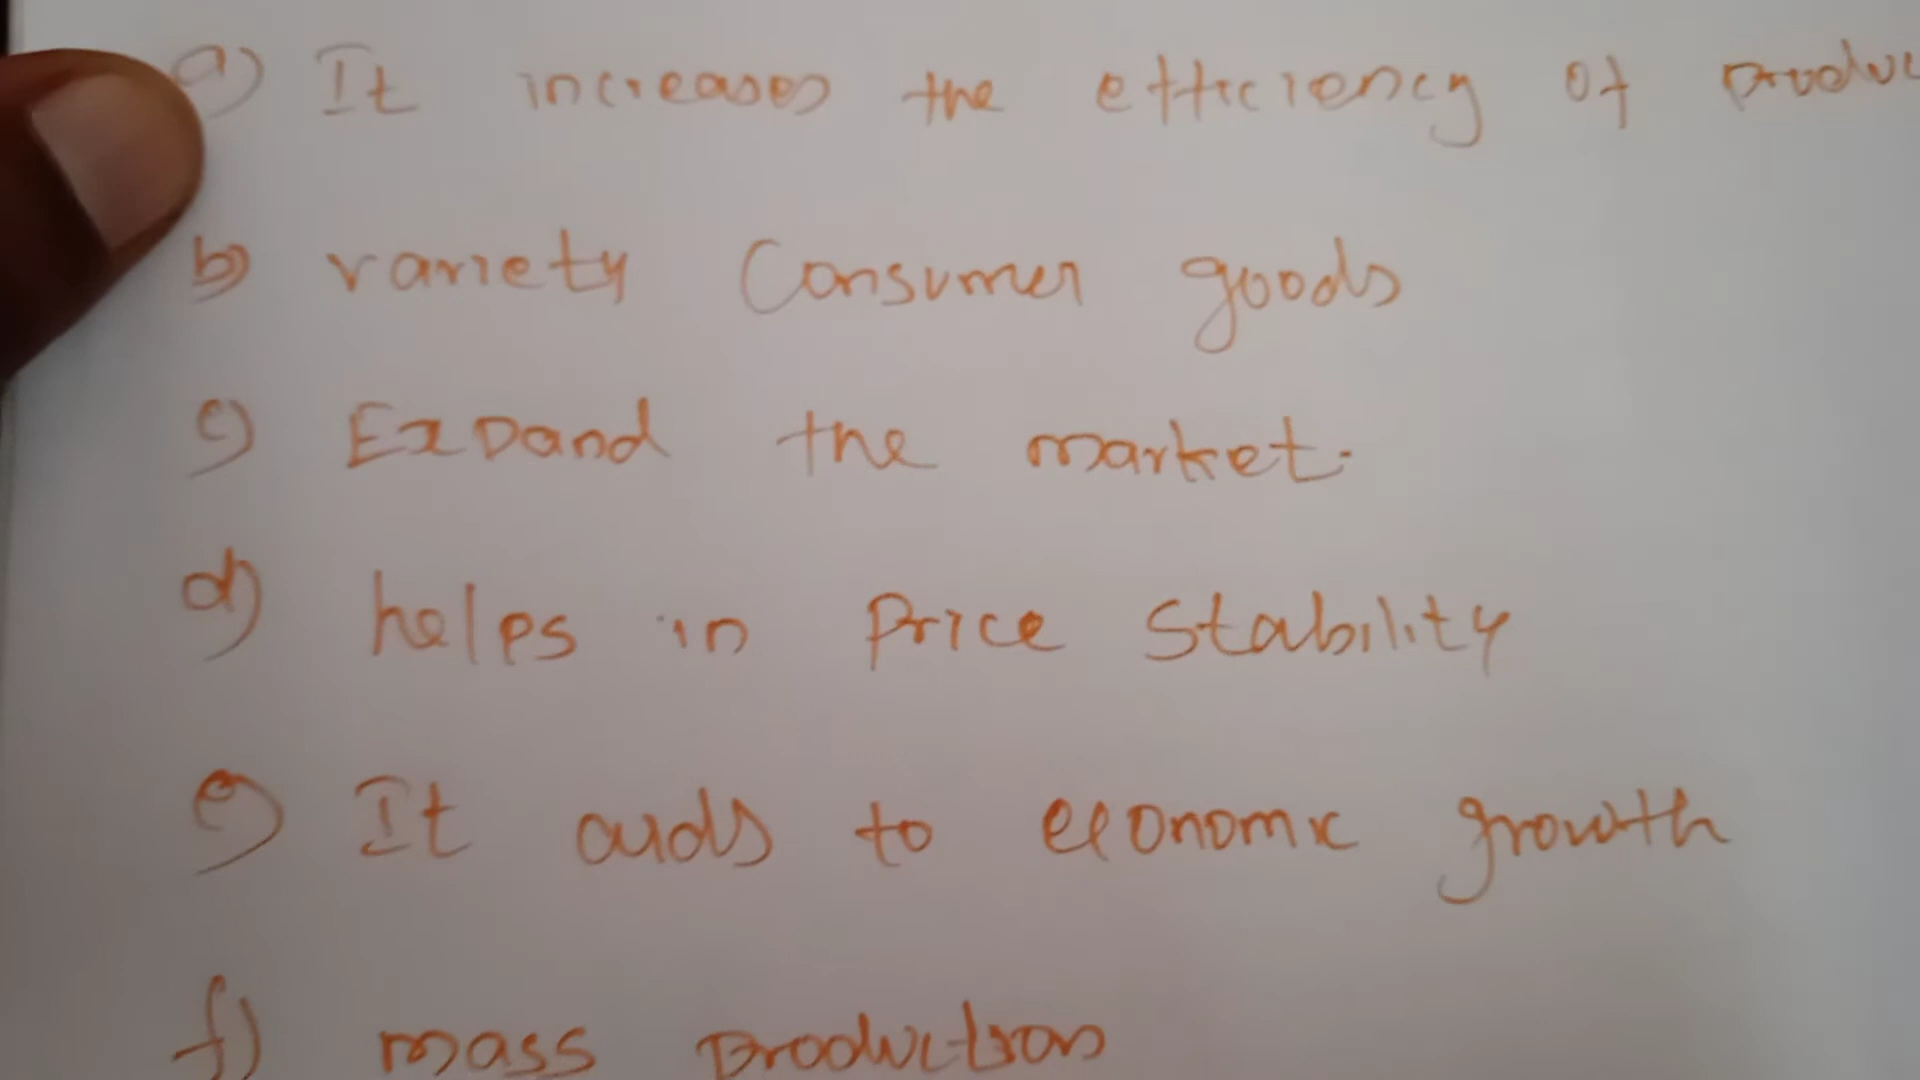 a) It increases the efficiency of produc
b) variety Consumer goods
c) Expand the market.
d) helps in Price Stability
e) It aids to economic growth
f) mass production